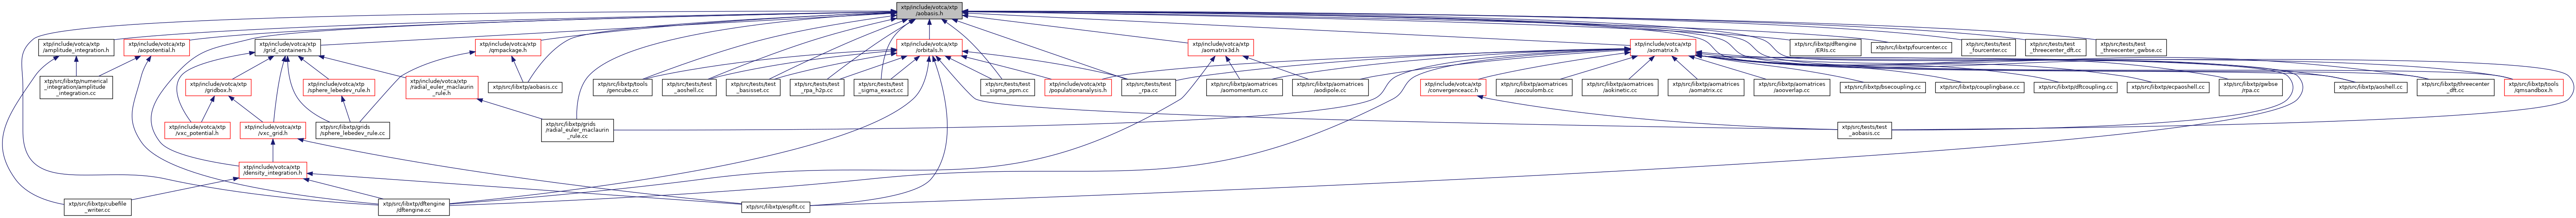 xtp/include/votca/xtp
/aobasis.h
xtp/include/votca/xtp
/amplitude_integration.h
xtp/include/votca/xtp
/aopotential.h
xtp/include/votca/xtp
/grid_containers.h
xtp/include/votca/xtp
/qmpackage.h
xtp/include/votca/xtp
/orbitals.h
xtp/include/votca/xtp
/aomatrix3d.h
xtp/include/votca/xtp
/aomatrix.h
xtp/src/libxtp/dftengine
/ERIs.cc
xtp/src/libxtp/fourcenter.cc
xtp/src/tests/test
_fourcenter.cc
xtp/src/tests/test
_threecenter_dft.cc
xtp/src/tests/test
_threecenter_gwbse.cc
xtp/src/libxtp/numerical
_integration/amplitude
_integration.cc
xtp/include/votca/xtp
/gridbox.h
xtp/include/votca/xtp
/sphere_lebedev_rule.h
xtp/include/votca/xtp
/radial_euler_maclaurin
_rule.h
xtp/src/libxtp/aobasis.cc
xtp/src/libxtp/tools
/gencube.cc
xtp/src/tests/test
_aoshell.cc
xtp/src/tests/test
_basisset.cc
xtp/src/tests/test
_rpa_h2p.cc
xtp/src/tests/test
_sigma_exact.cc
xtp/src/tests/test
_sigma_ppm.cc
xtp/include/votca/xtp
/populationanalysis.h
xtp/src/tests/test
_rpa.cc
xtp/src/libxtp/aomatrices
/aomomentum.cc
xtp/src/libxtp/aomatrices
/aodipole.cc
xtp/include/votca/xtp
/convergenceacc.h
xtp/src/libxtp/aomatrices
/aocoulomb.cc
xtp/src/libxtp/aomatrices
/aokinetic.cc
xtp/src/libxtp/aomatrices
/aomatrix.cc
xtp/src/libxtp/aomatrices
/aooverlap.cc
xtp/src/libxtp/bsecoupling.cc
xtp/src/libxtp/couplingbase.cc
xtp/src/libxtp/dftcoupling.cc
xtp/src/libxtp/ecpaoshell.cc
xtp/src/libxtp/gwbse
/rpa.cc
xtp/src/libxtp/aoshell.cc
xtp/src/libxtp/threecenter
_dft.cc
xtp/src/libxtp/tools
/qmsandbox.h
xtp/include/votca/xtp
/vxc_potential.h
xtp/include/votca/xtp
/vxc_grid.h
xtp/src/libxtp/grids
/sphere_lebedev_rule.cc
xtp/src/libxtp/grids
/radial_euler_maclaurin
_rule.cc
xtp/src/tests/test
_aobasis.cc
xtp/include/votca/xtp
/density_integration.h
xtp/src/libxtp/cubefile
_writer.cc
xtp/src/libxtp/dftengine
/dftengine.cc
xtp/src/libxtp/espfit.cc